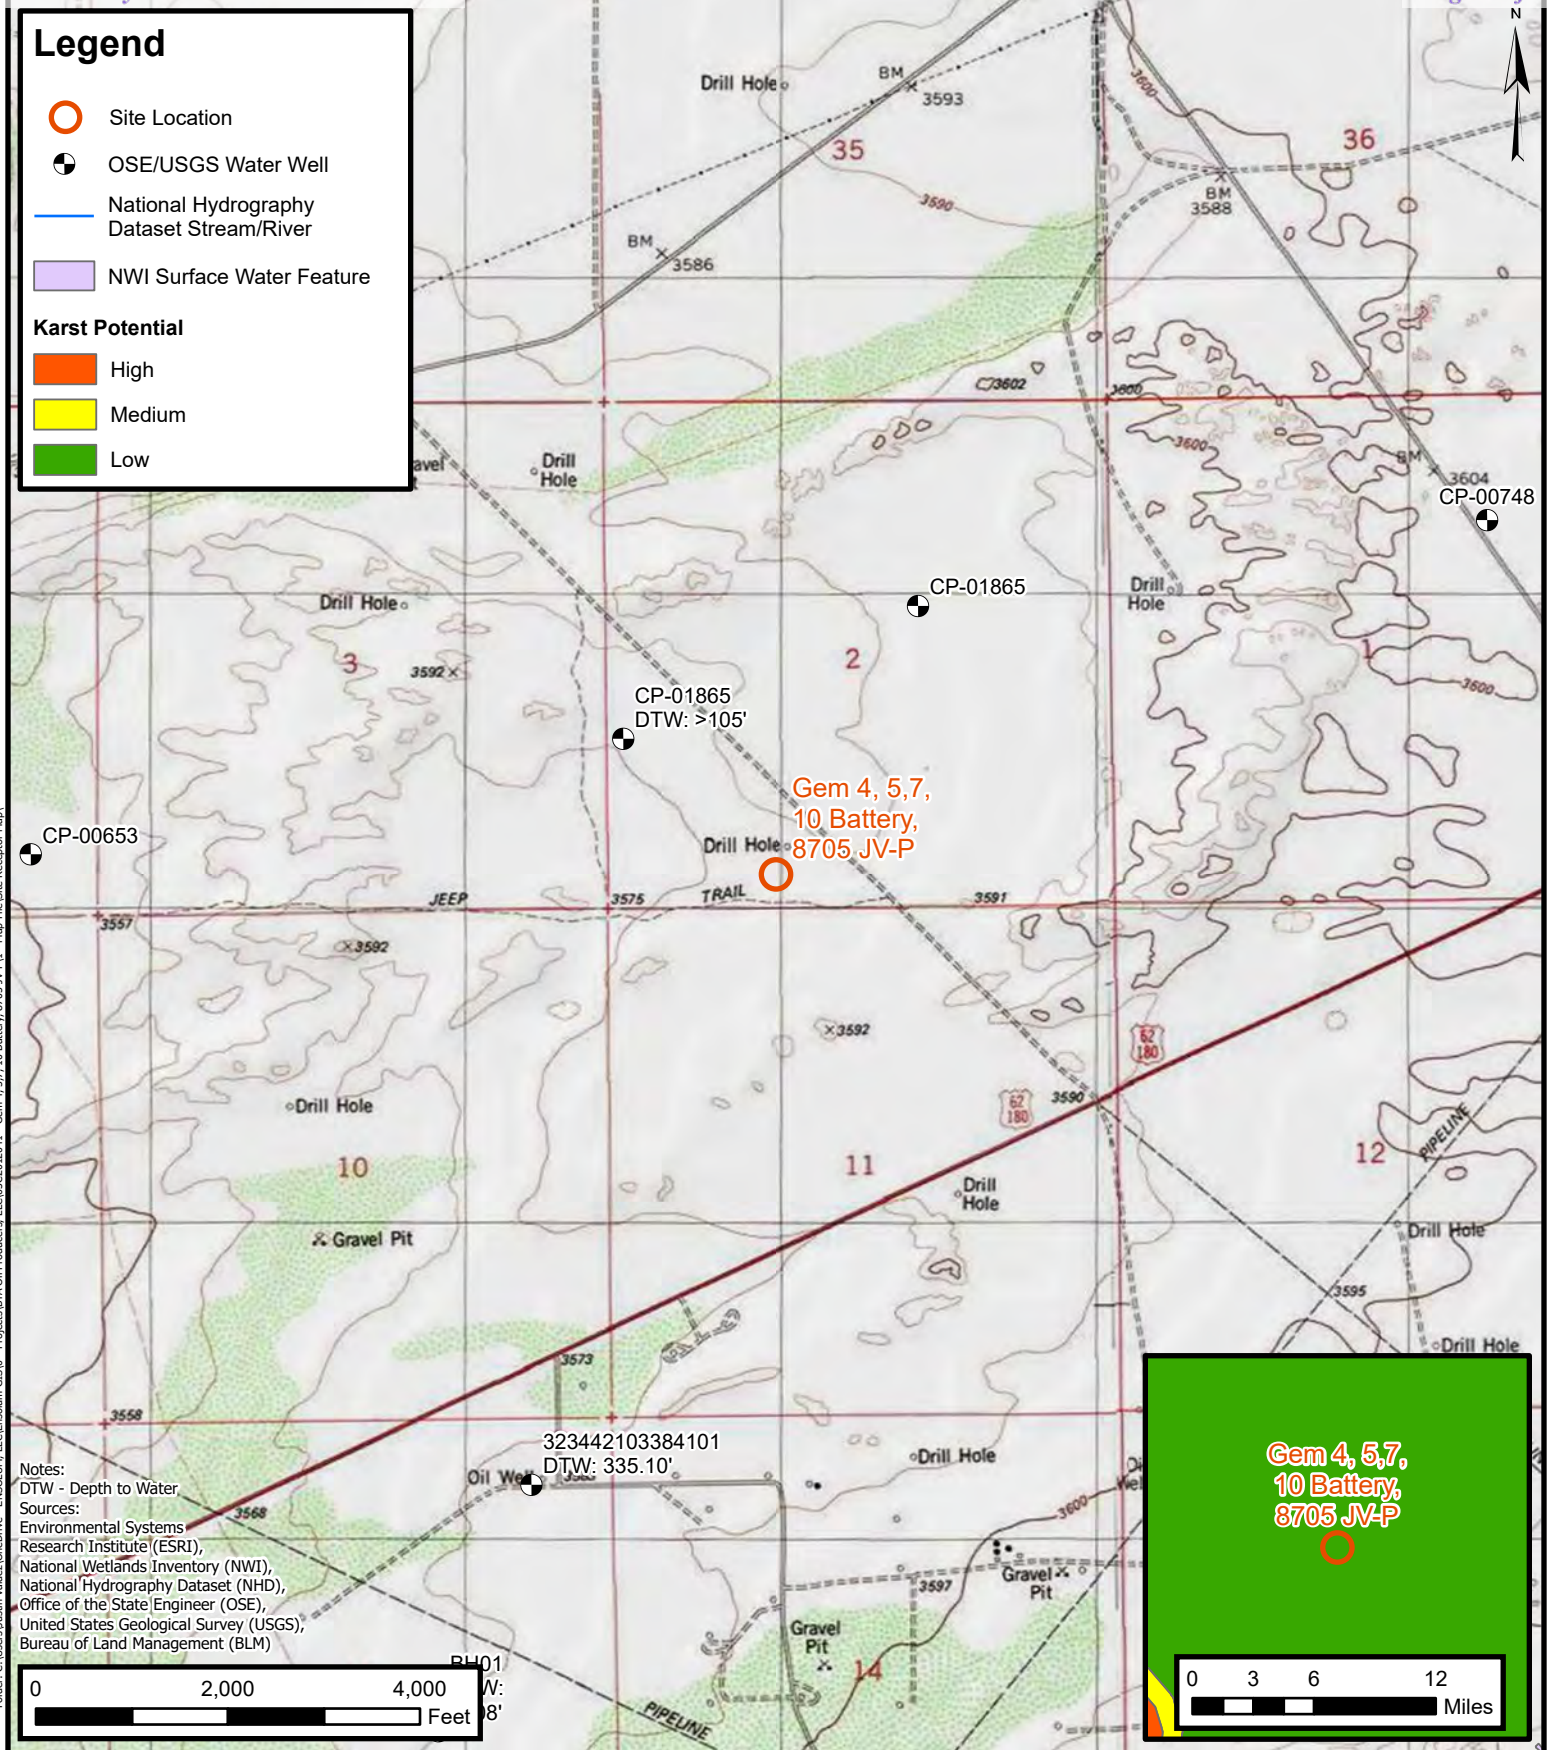 Legend
Site Location
OSE/USGS Water Well
National Hydrography
Dataset Stream/River
NWI Surface Water Feature
Karst Potential
High
Medium
Low
N
Drill Hole
BM
3593
35
3600
36
3590
BM
3588
BM
3586
3602
3600
3600
Drill
Hole
BM
3604
CP-00748
Drill Hole
CP-01865
Drill
Hole
3
3592
2
1
3600
CP-01865
DTW: >105'
Gem 4, 5,7,
10 Battery,
8705 JV-P
Drill Hole
CP-00653
JEEP
3575
TRAIL
3591
3557
3592
3592
62
180
62
180
3590
Drill Hole
10
11
12
PIPELINE
Drill
Hole
Gravel Pit
Drill Hole
3595
3573
Drill Hole
3558
323442103384101
DTW: 335.10'
Oil Well
Drill Hole
3568
3600
Gravel
Pit
3597
Gravel
Pit
14
PIPELINE
Notes:
DTW - Depth to Water
Sources:
Environmental Systems
Research Institute (ESRI),
National Wetlands Inventory (NWI),
National Hydrography Dataset (NHD),
Office of the State Engineer (OSE),
United States Geological Survey (USGS),
Bureau of Land Management (BLM)
0 2,000 4,000
Feet
Gem 4, 5,7,
10 Battery,
8705 JV-P
0 3 6 12
Miles